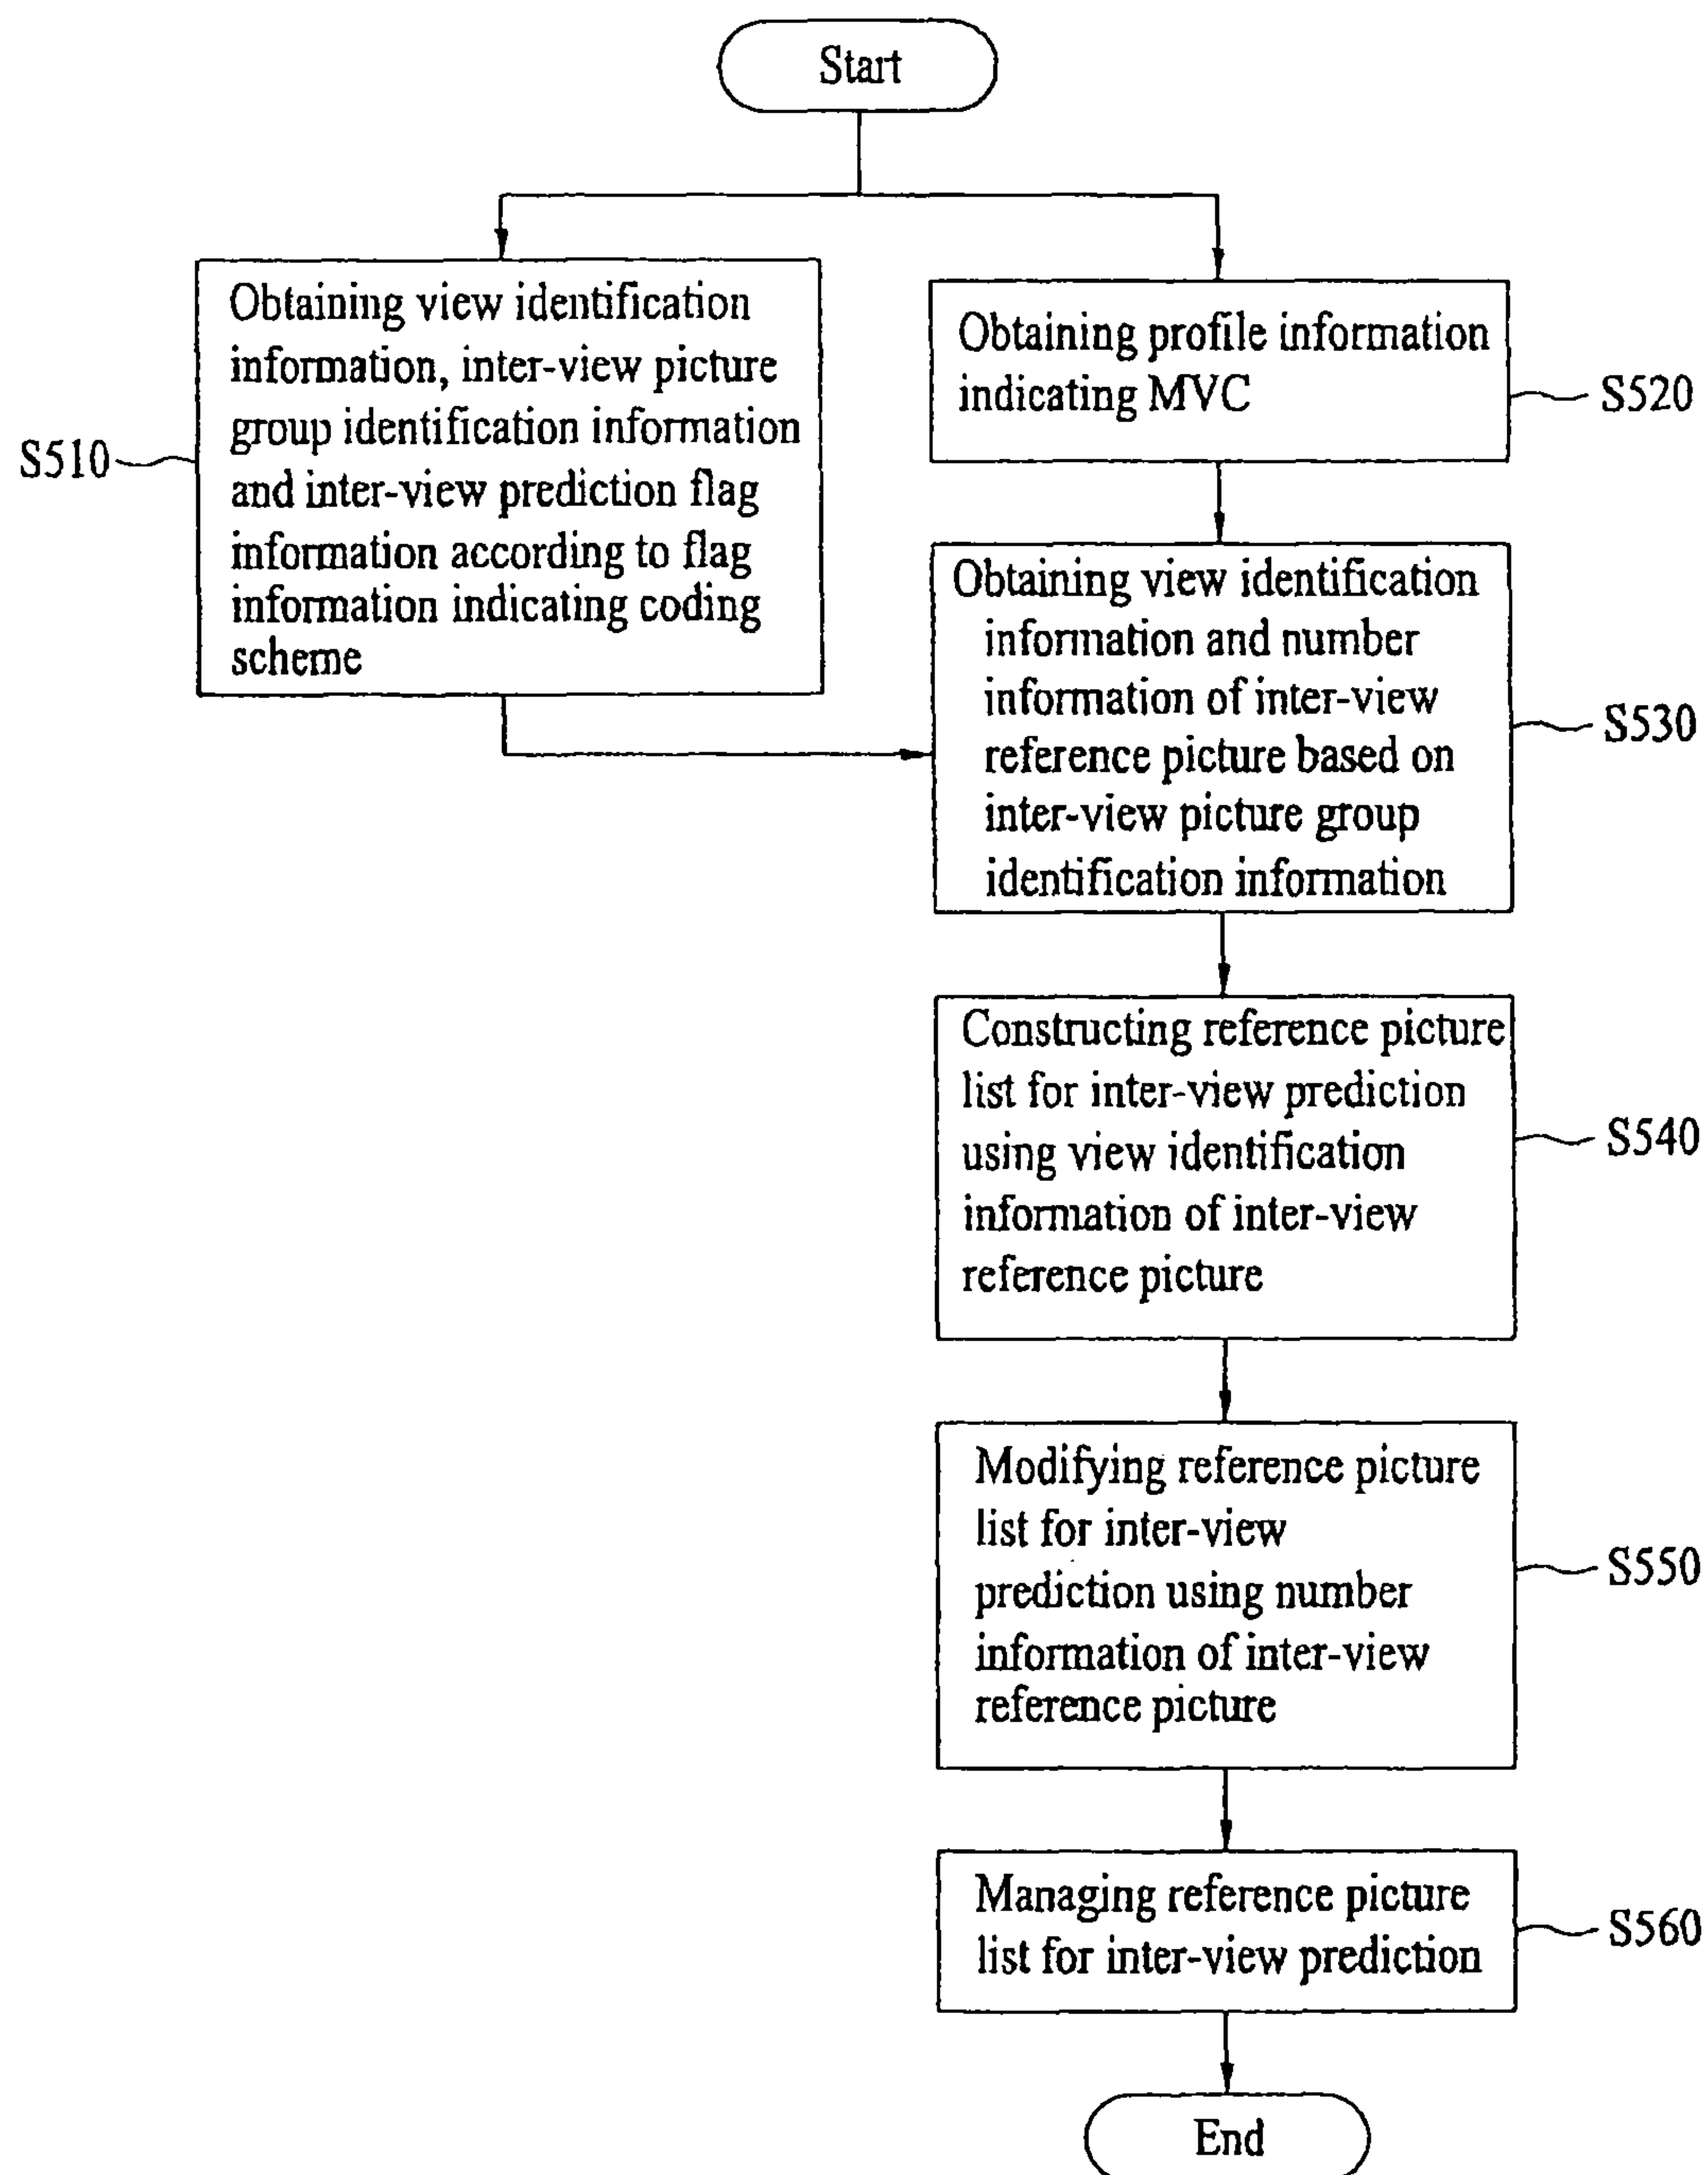 Start
Obtaining view identification
information, inter-view picture
group identification information
and inter-view prediction flag
information according to flag
information indicating coding
scheme
S510
Obtaining profile information
indicating MVC
S520
Obtaining view identification
information and number
information of inter-view
reference picture based on
inter-view picture group
identification information
S530
Constructing reference picture
list for inter-view prediction
using view identification
information of inter-view
reference picture
S540
Modifying reference picture
list for inter-view
prediction using number
information of inter-view
reference picture
S550
Managing reference picture
list for inter-view prediction
S560
End